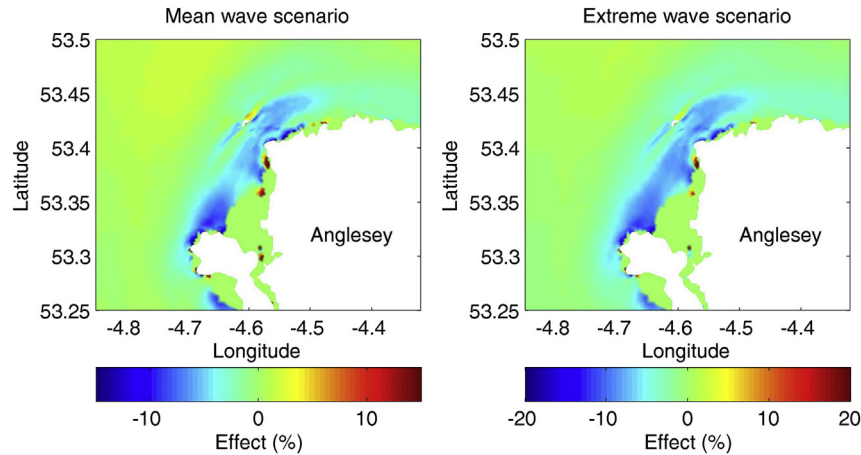 Mean wave scenario
53.5
53.45
53.4
53.35
53.3
53.25
Latitude
Anglesey
-4.8 -4.7 -4.6 -4.5 -4.4
Longitude
-10 0 10
Effect (%)
Extreme wave scenario
53.5
53.45
53.4
53.35
53.3
53.25
Latitude
Anglesey
-4.8 -4.7 -4.6 -4.5 -4.4
Longitude
-20 -10 0 10 20
Effect (%)